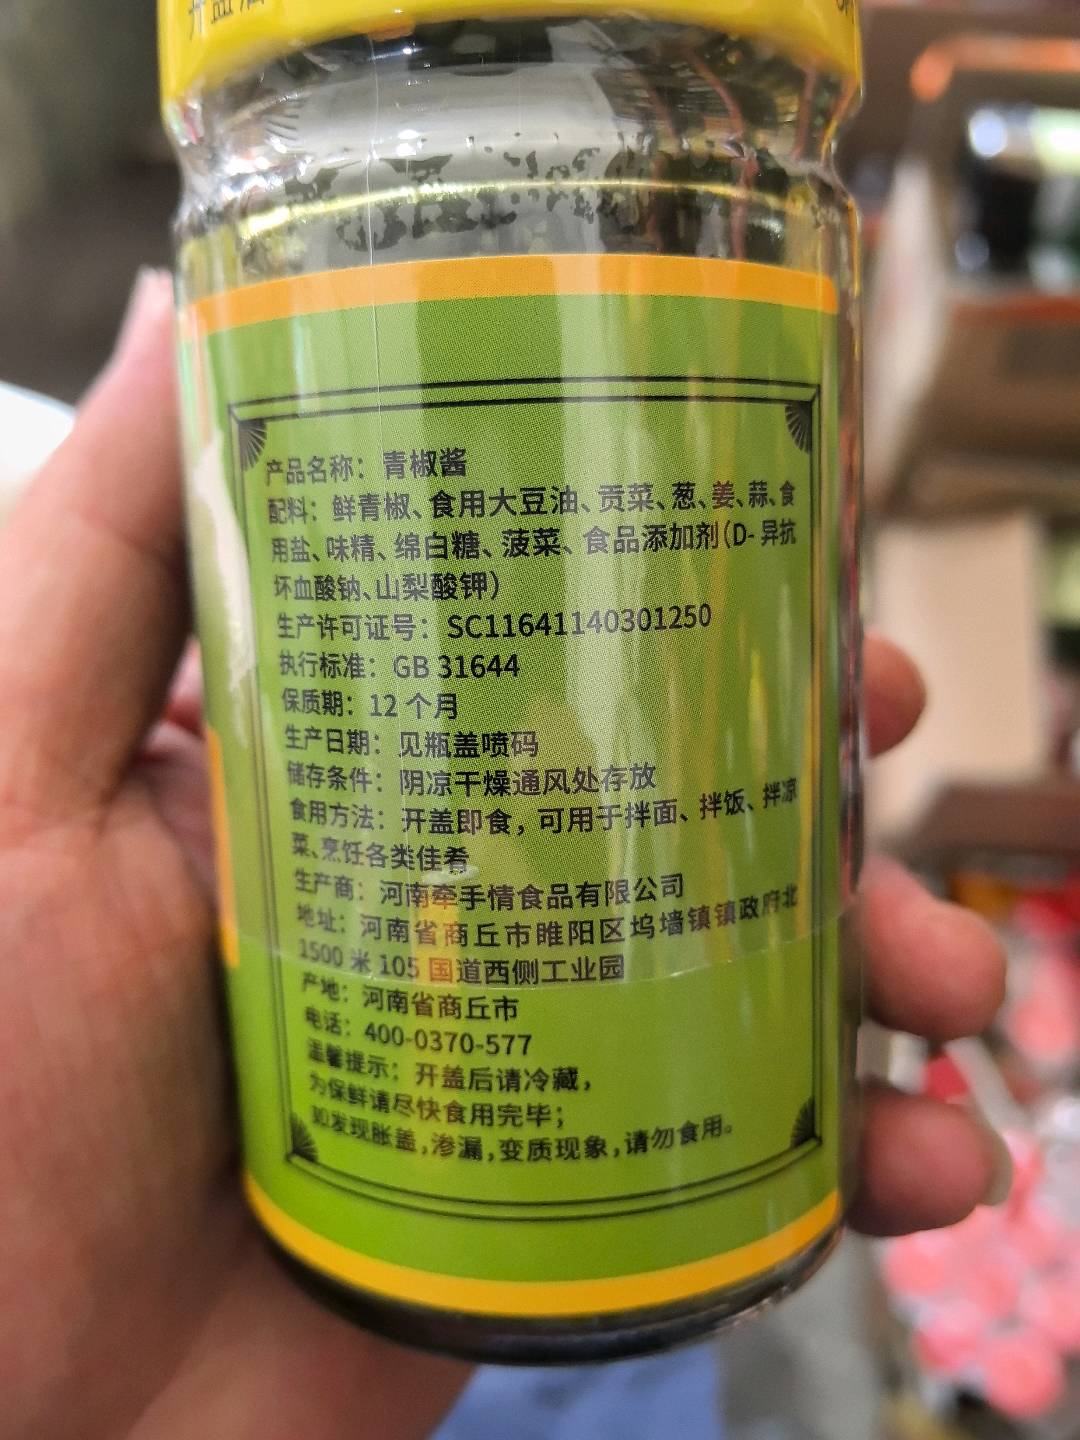 开盖
产品名称：青椒酱
配料：鲜青椒、食用大豆油、贡菜、葱、姜、蒜、食
用盐、味精、绵白糖、菠菜、食品添加剂（D-异抗
坏血酸钠、山梨酸钾）
生产许可证号：SC11641140301250
执行标准：GB 31644
保质期：12 个月
生产日期：见瓶盖喷码
储存条件：阴凉干燥通风处存放
食用方法：开盖即食，可用于拌面、拌饭、拌凉
菜、烹饪各类佳肴
生产商：河南牵手情食品有限公司
地址：河南省商丘市睢阳区坞墙镇镇政府北
1500 米 105 国道西侧工业园
产地：河南省商丘市
电话：400-0370-577
温馨提示：开盖后请冷藏，
为保鲜请尽快食用完毕；
如发现胀盖，渗漏，变质现象，请勿食用。